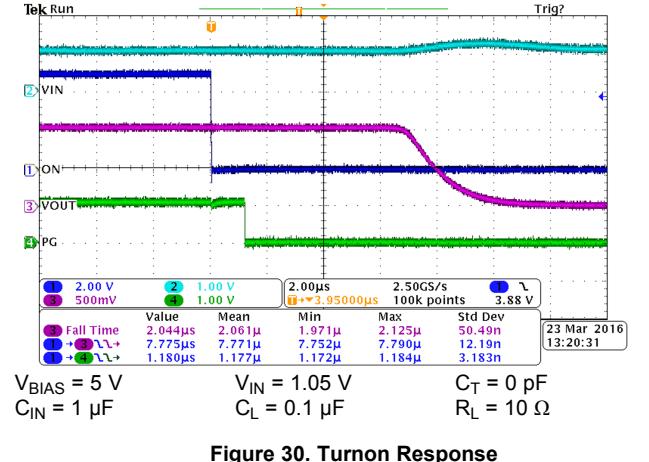 Tek Run Trig?
T
T
2 VIN
1 ON
3 VOUT
4 PG
1 2.00 V 2 1.00 V 2.00µs 2.50GS/s 1
3 500mV 4 1.00 V T→▼3.95000µs 100k points 3.88 V
Value Mean Min Max Std Dev
3 Fall Time 2.044µs 2.061µ 1.971µ 2.125µ 50.49n
1 → 3 → 7.775µs 7.771µ 7.752µ 7.790µ 12.19n
1 → 4 → 1.180µs 1.177µ 1.172µ 1.184µ 3.183n
23 Mar 2016
13:20:31
VBIAS = 5 V VIN = 1.05 V CT = 0 pF
CIN = 1 µF CL = 0.1 µF RL = 10 Ω
Figure 30. Turnon Response